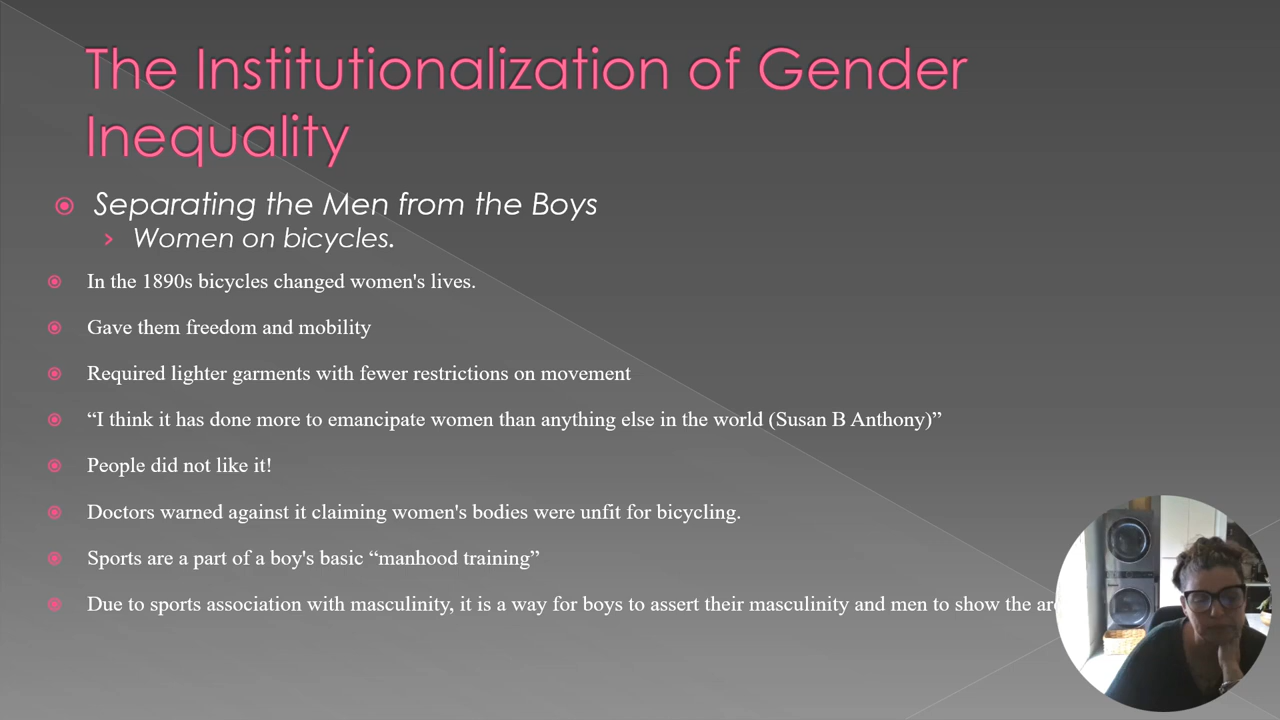 The Institutionalization of Gender
Inequality
Separating the Men from the Boys
Women on bicycles.
In the 1890s bicycles changed women's lives.
Gave them freedom and mobility
Required lighter garments with fewer restrictions on movement
“I think it has done more to emancipate women than anything else in the world (Susan B Anthony)”
People did not like it!
Doctors warned against it claiming women's bodies were unfit for bicycling.
Sports are a part of a boy's basic “manhood training”
Due to sports association with masculinity, it is a way for boys to assert their masculinity and men to show the